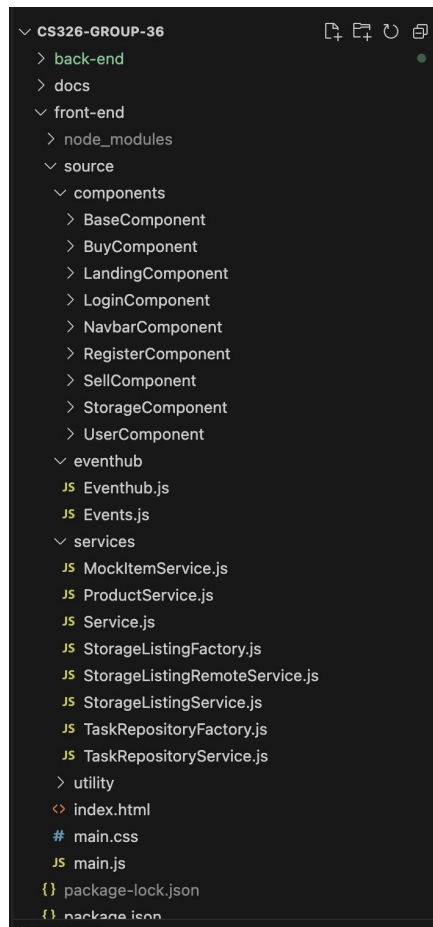 CS326-GROUP-36
back-end
docs
front-end
node_modules
source
components
BaseComponent
BuyComponent
LandingComponent
LoginComponent
NavbarComponent
RegisterComponent
SellComponent
StorageComponent
UserComponent
eventhub
JS Eventhub.js
JS Events.js
services
JS MockItemService.js
JS ProductService.js
JS Service.js
JS StorageListingFactory.js
JS StorageListingRemoteService.js
JS StorageListingService.js
JS TaskRepositoryFactory.js
JS TaskRepositoryService.js
utility
<> index.html
# main.css
JS main.js
{} package-lock.json
{} package.json